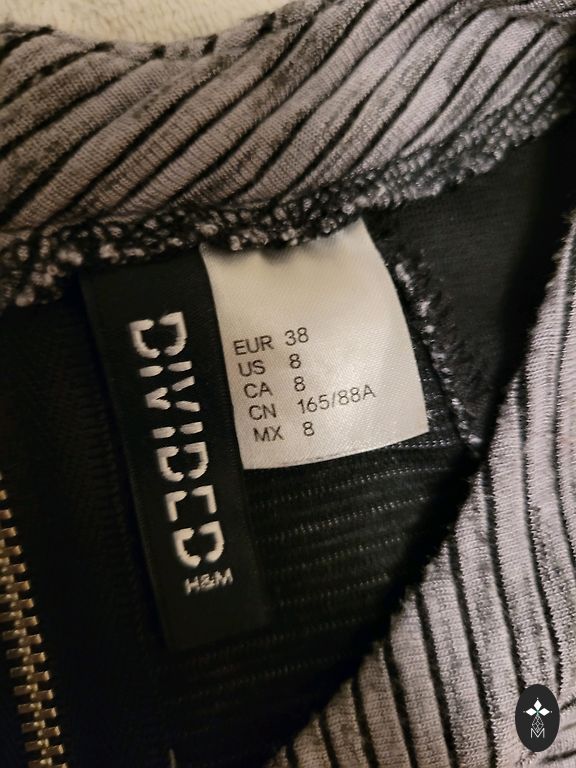 DIVIDED
H&M
EUR 38
US 8
CA 8
CN 165/88A
MX 8
M